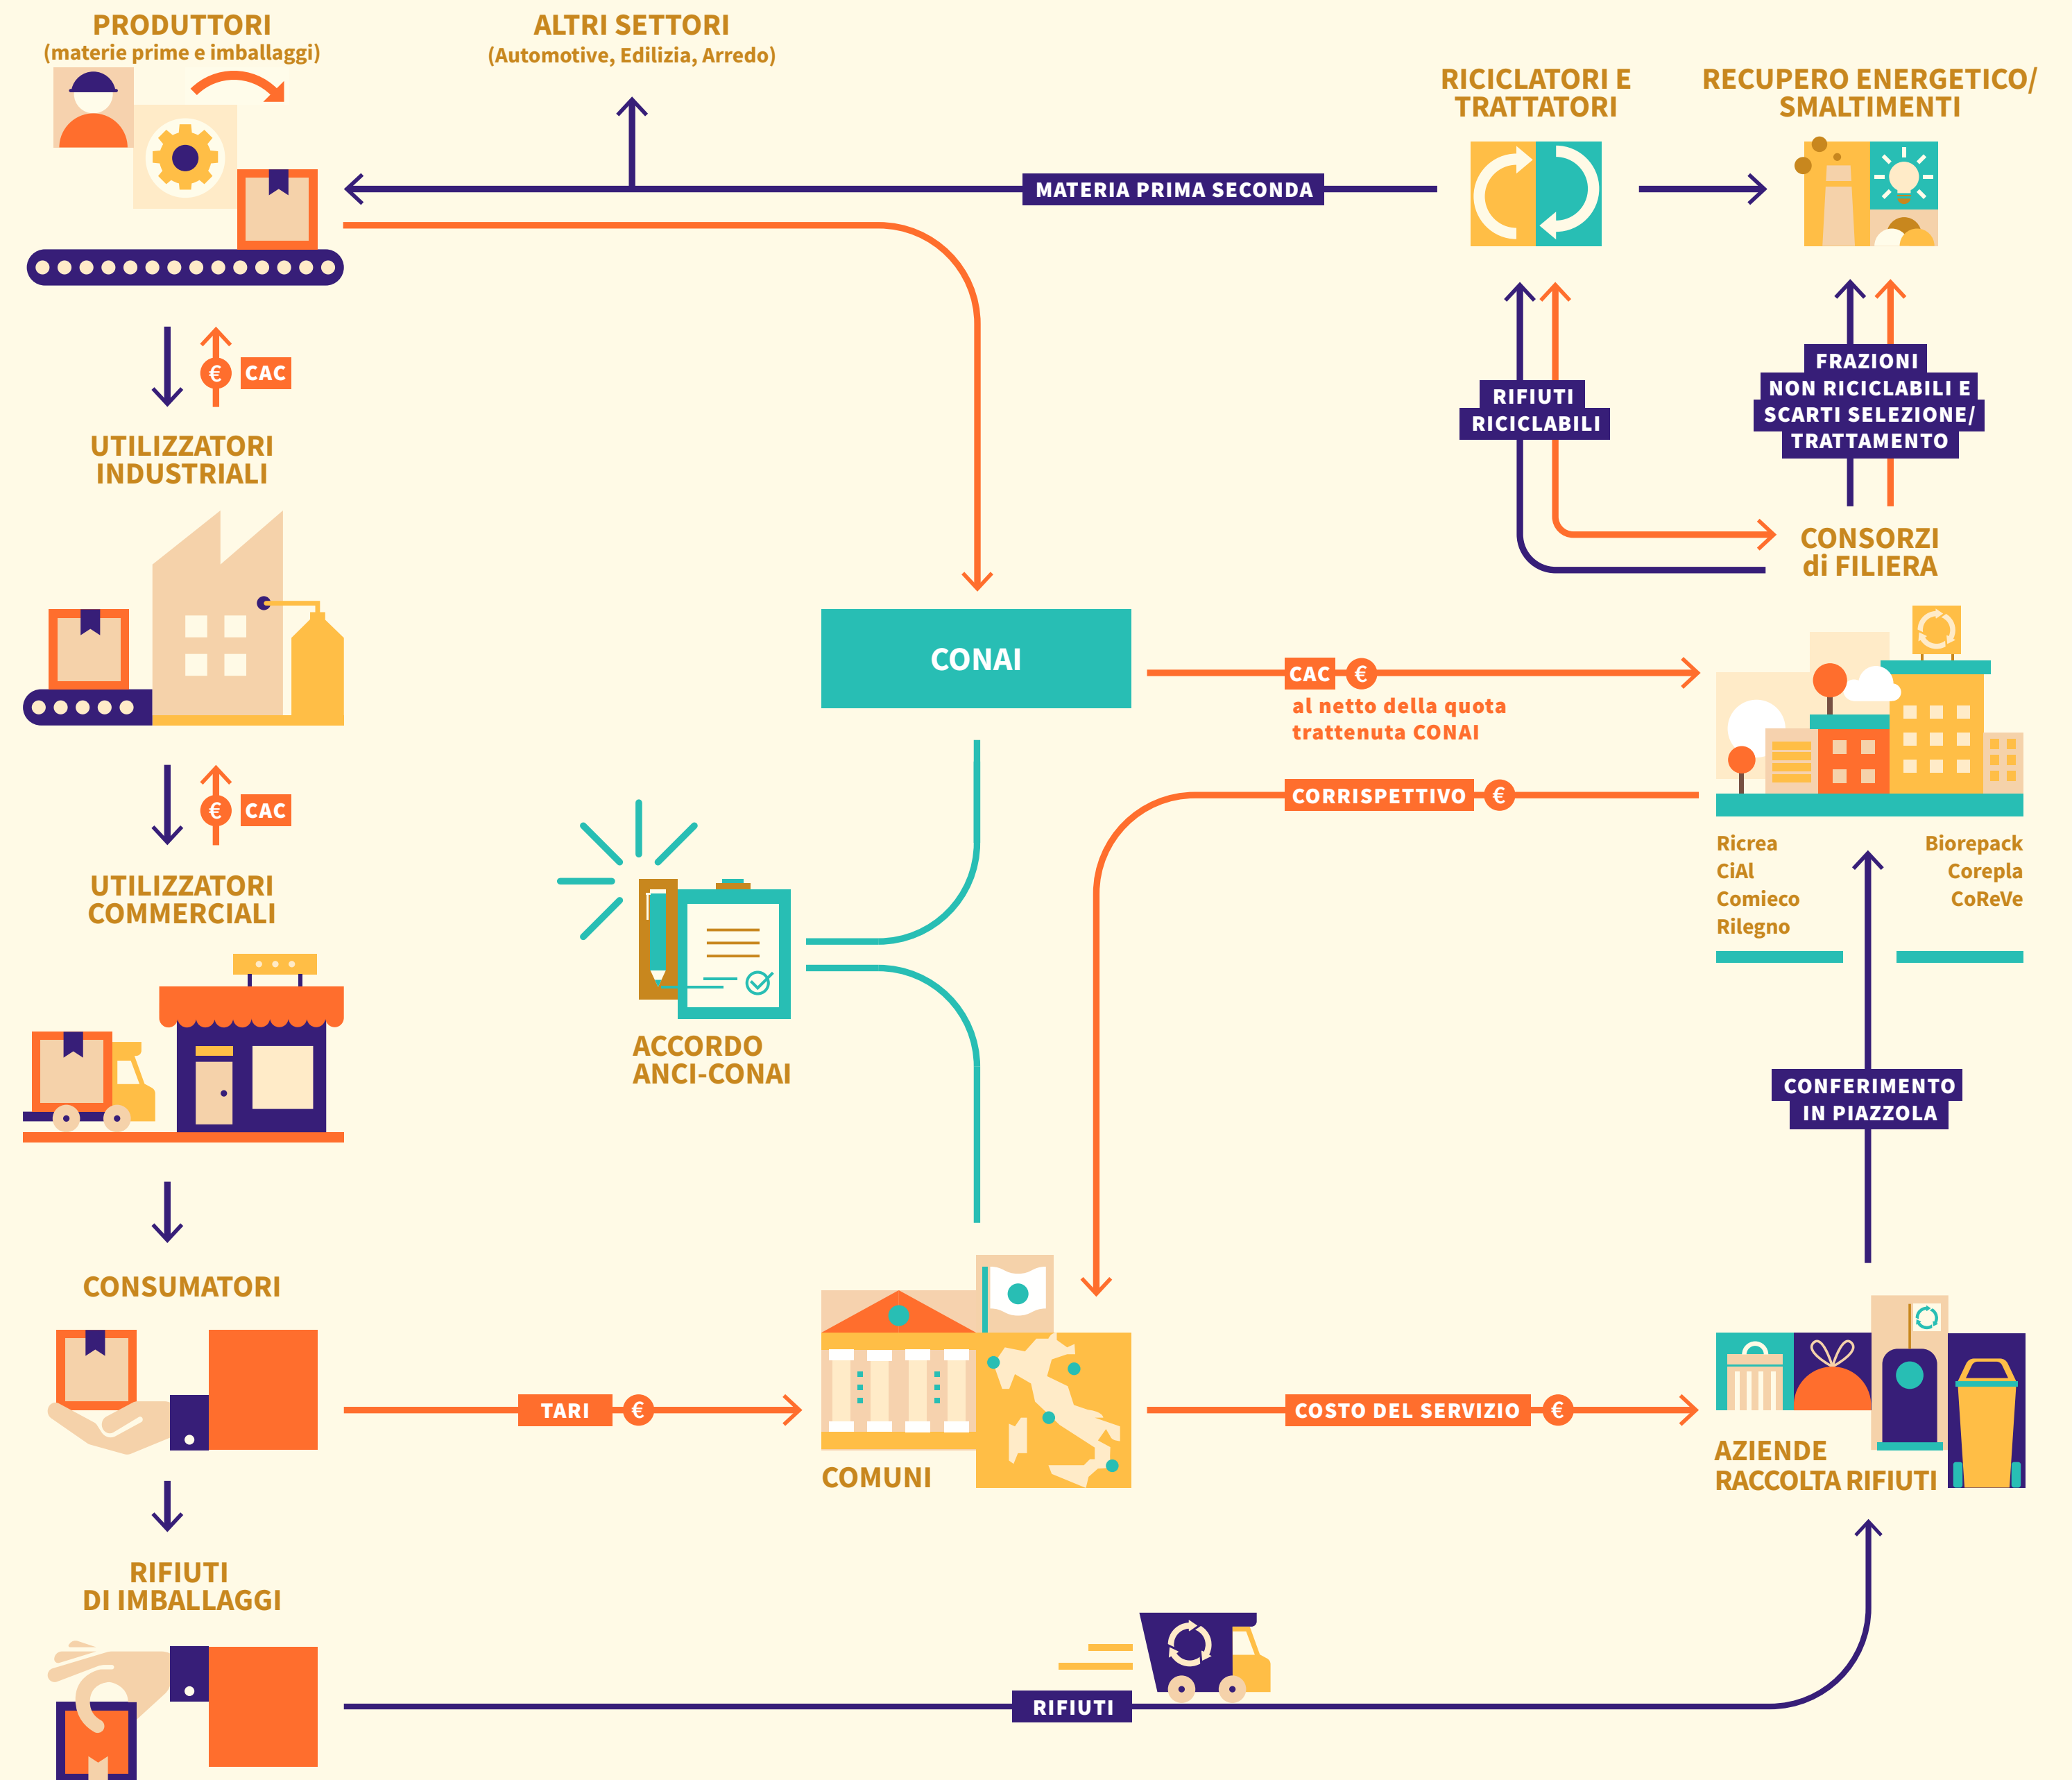 PRODUTTORI
(materie prime e imballaggi)
ALTRI SETTORI
(Automotive, Edilizia, Arredo)
RICICLATORI E
TRATTATORI
RECUPERO ENERGETICO/
SMALTIMENTI
MATERIA PRIMA SECONDA
€ CAC
UTILIZZATORI
INDUSTRIALI
RIFIUTI
RICICLABILI
FRAZIONI
NON RICICLABILI E
SCARTI SELEZIONE/
TRATTAMENTO
CONSORZI
di FILIERA
CONAI
CAC €
al netto della quota
trattenuta CONAI
CORRISPETTIVO €
€ CAC
UTILIZZATORI
COMMERCIALI
Ricrea
CiAl
Comieco
Rilegno
Biorepack
Corepla
CoReVe
ACCORDO
ANCI-CONAI
CONFERIMENTO
IN PIAZZOLA
CONSUMATORI
TARI €
COMUNI
COSTO DEL SERVIZIO €
AZIENDE
RACCOLTA RIFIUTI
RIFIUTI
DI IMBALLAGGI
RIFIUTI